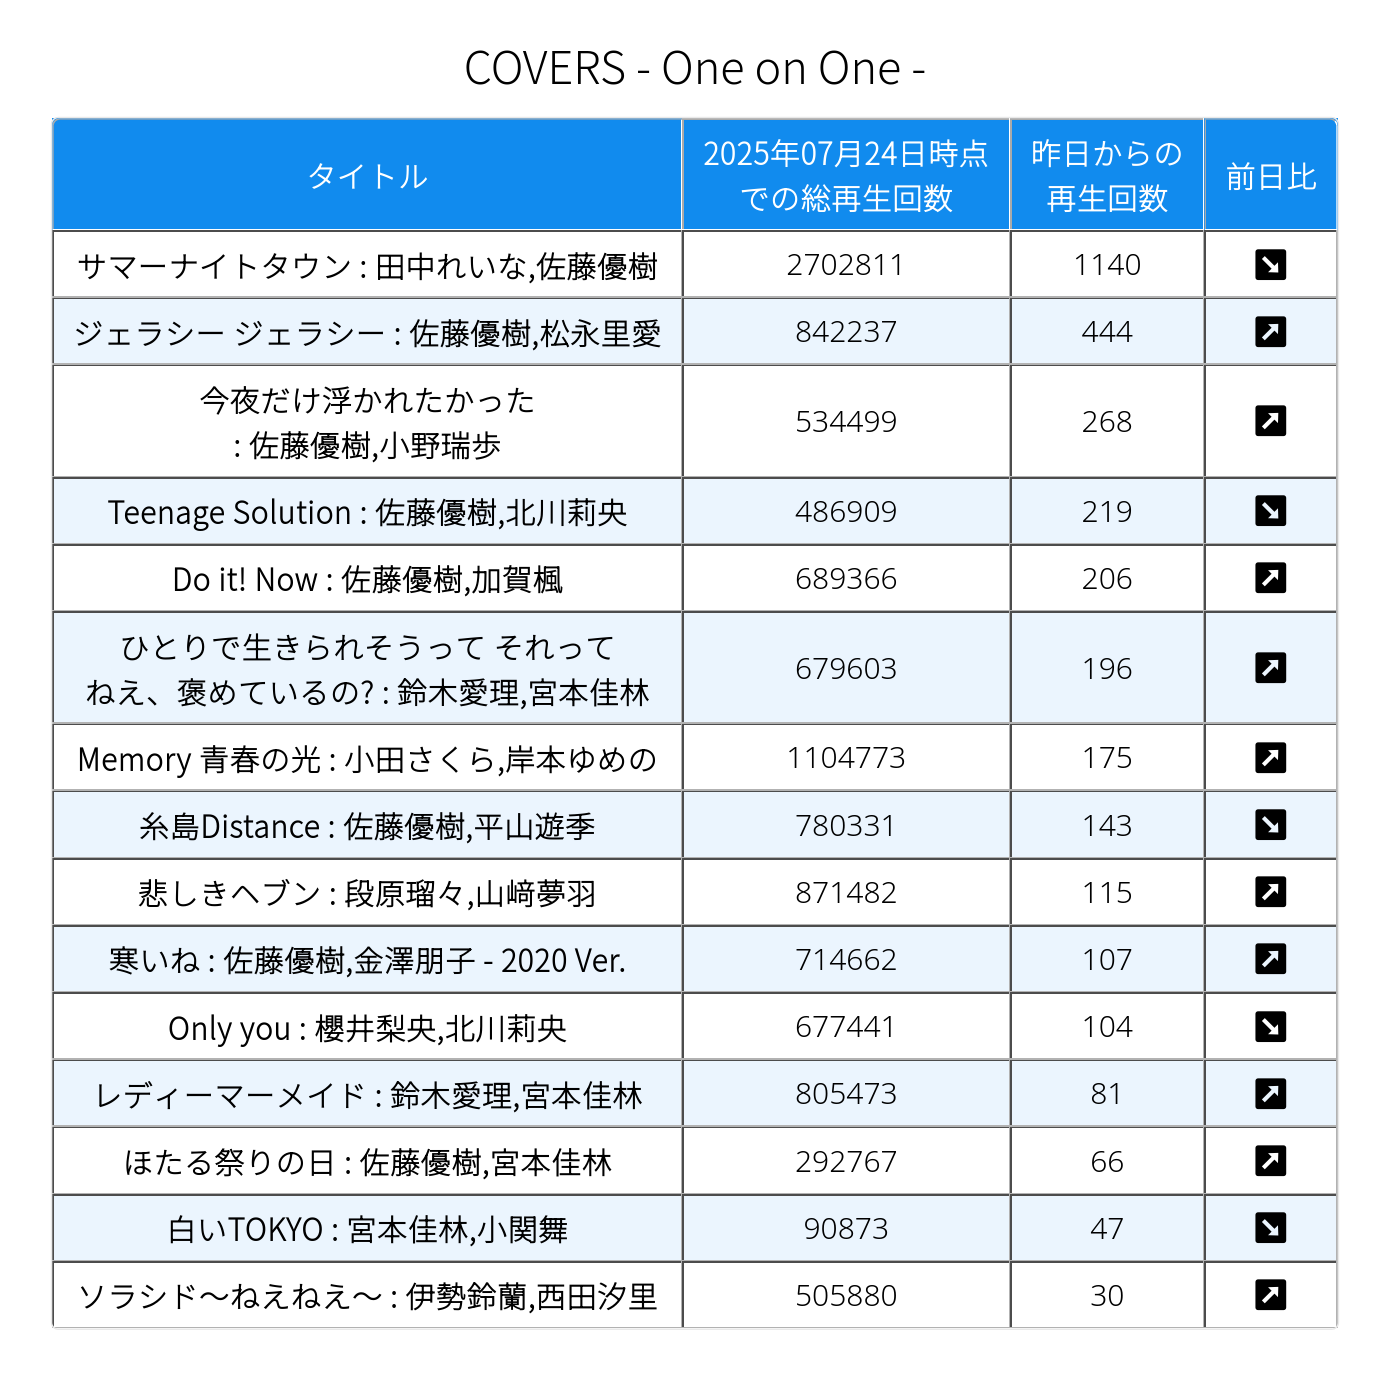 COVERS - One on One -
タイトル
2025年07月24日時点
での総再生回数
昨日からの
再生回数
前日比
サマーナイトタウン : 田中れいな,佐藤優樹
2702811
1140
ジェラシー ジェラシー : 佐藤優樹,松永里愛
842237
444
今夜だけ浮かれたかった
: 佐藤優樹,小野瑞歩
534499
268
Teenage Solution : 佐藤優樹,北川莉央
486909
219
Do it! Now : 佐藤優樹,加賀楓
689366
206
ひとりで生きられそうって それって
ねえ、褒めているの? : 鈴木愛理,宮本佳林
679603
196
Memory 青春の光 : 小田さくら,岸本ゆめの
1104773
175
糸島Distance : 佐藤優樹,平山遊季
780331
143
悲しきヘブン : 段原瑠々,山﨑夢羽
871482
115
寒いね : 佐藤優樹,金澤朋子 - 2020 Ver.
714662
107
Only you : 櫻井梨央,北川莉央
677441
104
レディーマーメイド : 鈴木愛理,宮本佳林
805473
81
ほたる祭りの日 : 佐藤優樹,宮本佳林
292767
66
白いTOKYO : 宮本佳林,小関舞
90873
47
ソラシド〜ねえねえ〜 : 伊勢鈴蘭,西田汐里
505880
30